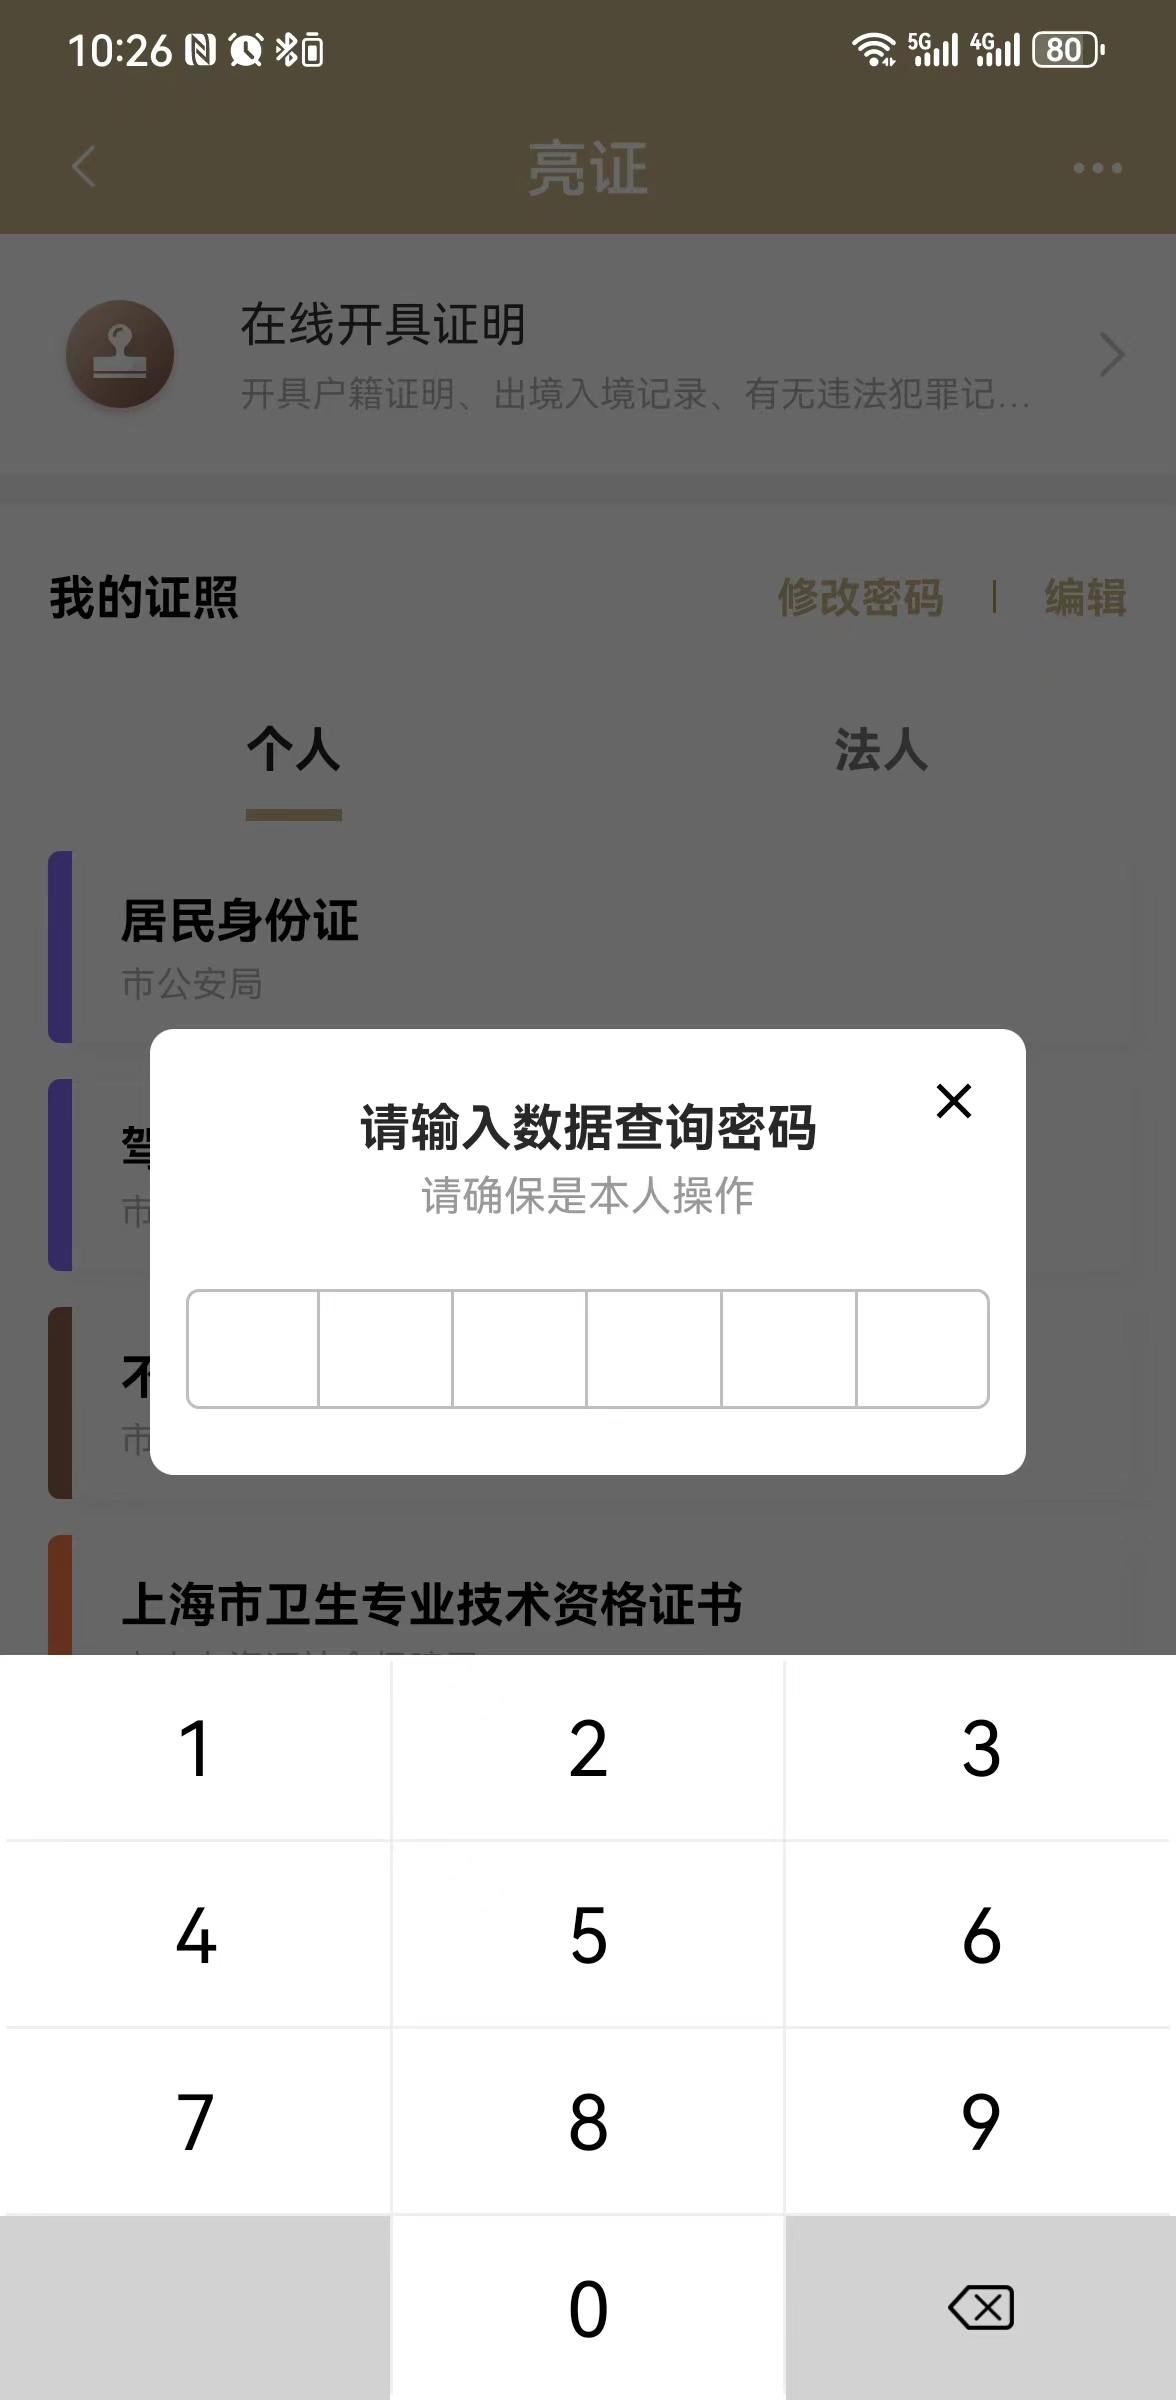 10:26 5G 4G 80
亮证
在线开具证明
开具户籍证明、出境入境记录、有无违法犯罪记...
我的证照 修改密码 编辑
个人 法人
居民身份证
市公安局
驾
市
请输入数据查询密码
请确保是本人操作
不
市
上海市卫生专业技术资格证书
1 2 3
4 5 6
7 8 9
0